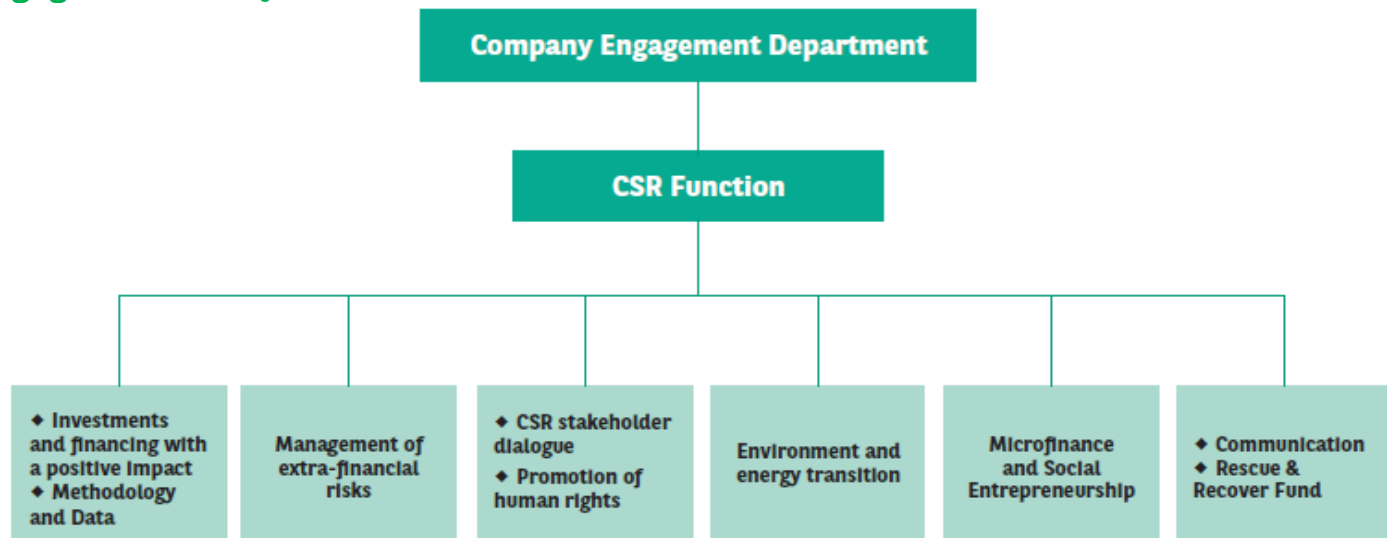 Company Engagement Department
CSR Function
◆ Investments
and financing with
a positive impact
◆ Methodology
and Data
Management of
extra-financial
risks
◆ CSR stakeholder
dialogue
◆ Promotion of
human rights
Environment and
energy transition
Microfinance
and Social
Entrepreneurship
◆ Communication
◆ Rescue &
Recover Fund